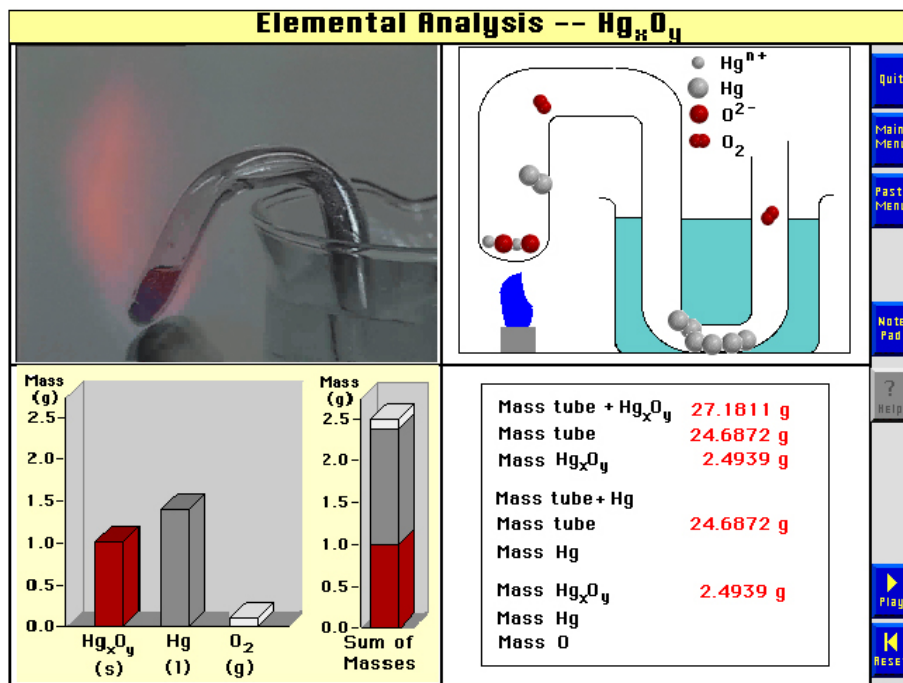 Elemental Analysis -- HgxOy
Hgⁿ⁺
Hg
O²⁻
O₂
Quit
Main
Menu
Past
Menu
Note
Pad
?
Help
Play
Reset
Mass
(g)
2.5
2.0
1.5
1.0
0.5
0.0
HgxOy
(s)
Hg
(l)
O₂
(g)
Mass
(g)
2.5
2.0
1.5
1.0
0.5
0.0
Sum of
Masses
Mass tube + HgxOy 27.1811 g
Mass tube 24.6872 g
Mass HgxOy 2.4939 g
Mass tube + Hg
Mass tube 24.6872 g
Mass Hg
Mass HgxOy 2.4939 g
Mass Hg
Mass O